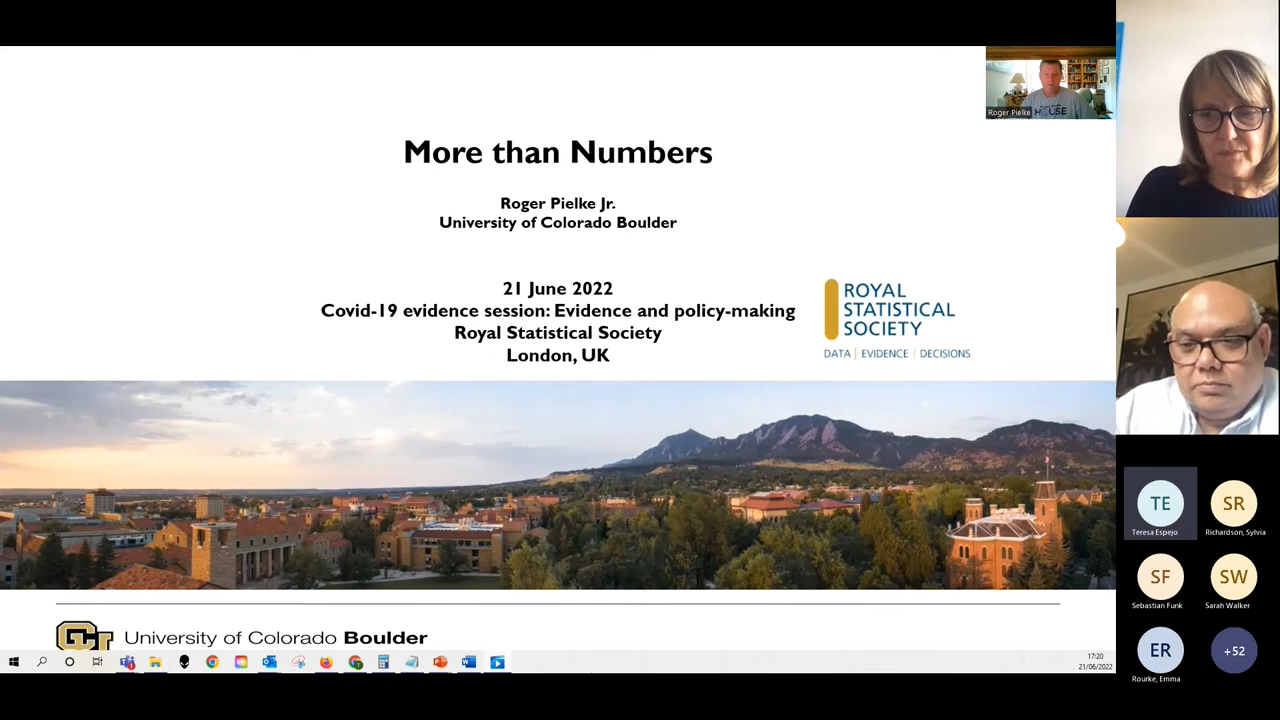 More than Numbers
Roger Pielke Jr.
University of Colorado Boulder
21 June 2022
Covid-19 evidence session: Evidence and policy-making
Royal Statistical Society
London, UK
ROYAL
STATISTICAL
SOCIETY
DATA | EVIDENCE | DECISIONS
University of Colorado Boulder
Roger Pielke
HOUSE
17:20
21/06/2022
TE
Teresa Espejo
SR
Richardson, Sylvia
SF
Sebastian Funk
SW
Sarah Walker
ER
Rourke, Emma
+52